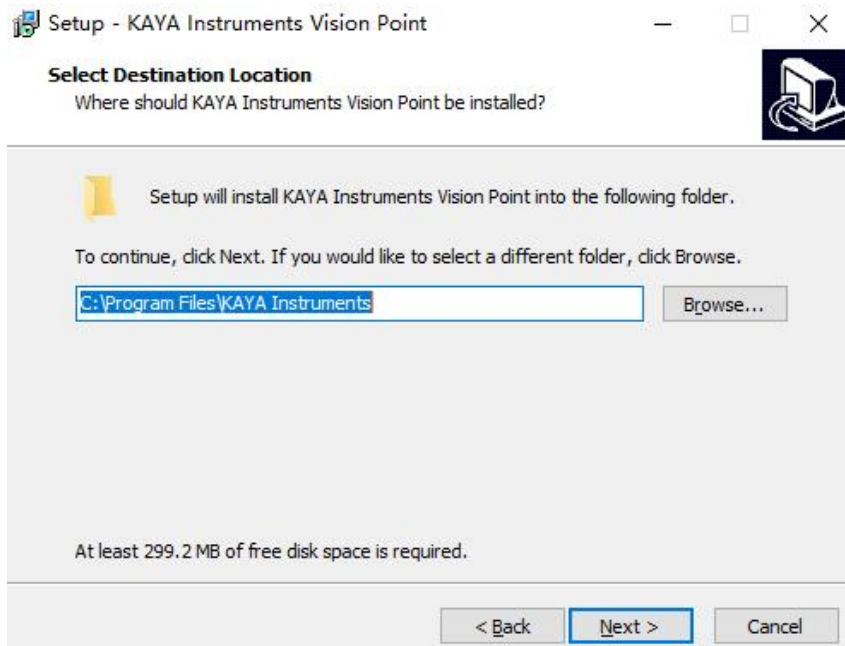 Setup - KAYA Instruments Vision Point
Select Destination Location
Where should KAYA Instruments Vision Point be installed?
Setup will install KAYA Instruments Vision Point into the following folder.
To continue, click Next. If you would like to select a different folder, click Browse.
C:\Program Files\KAYA Instruments
Browse...
At least 299.2 MB of free disk space is required.
< Back Next > Cancel